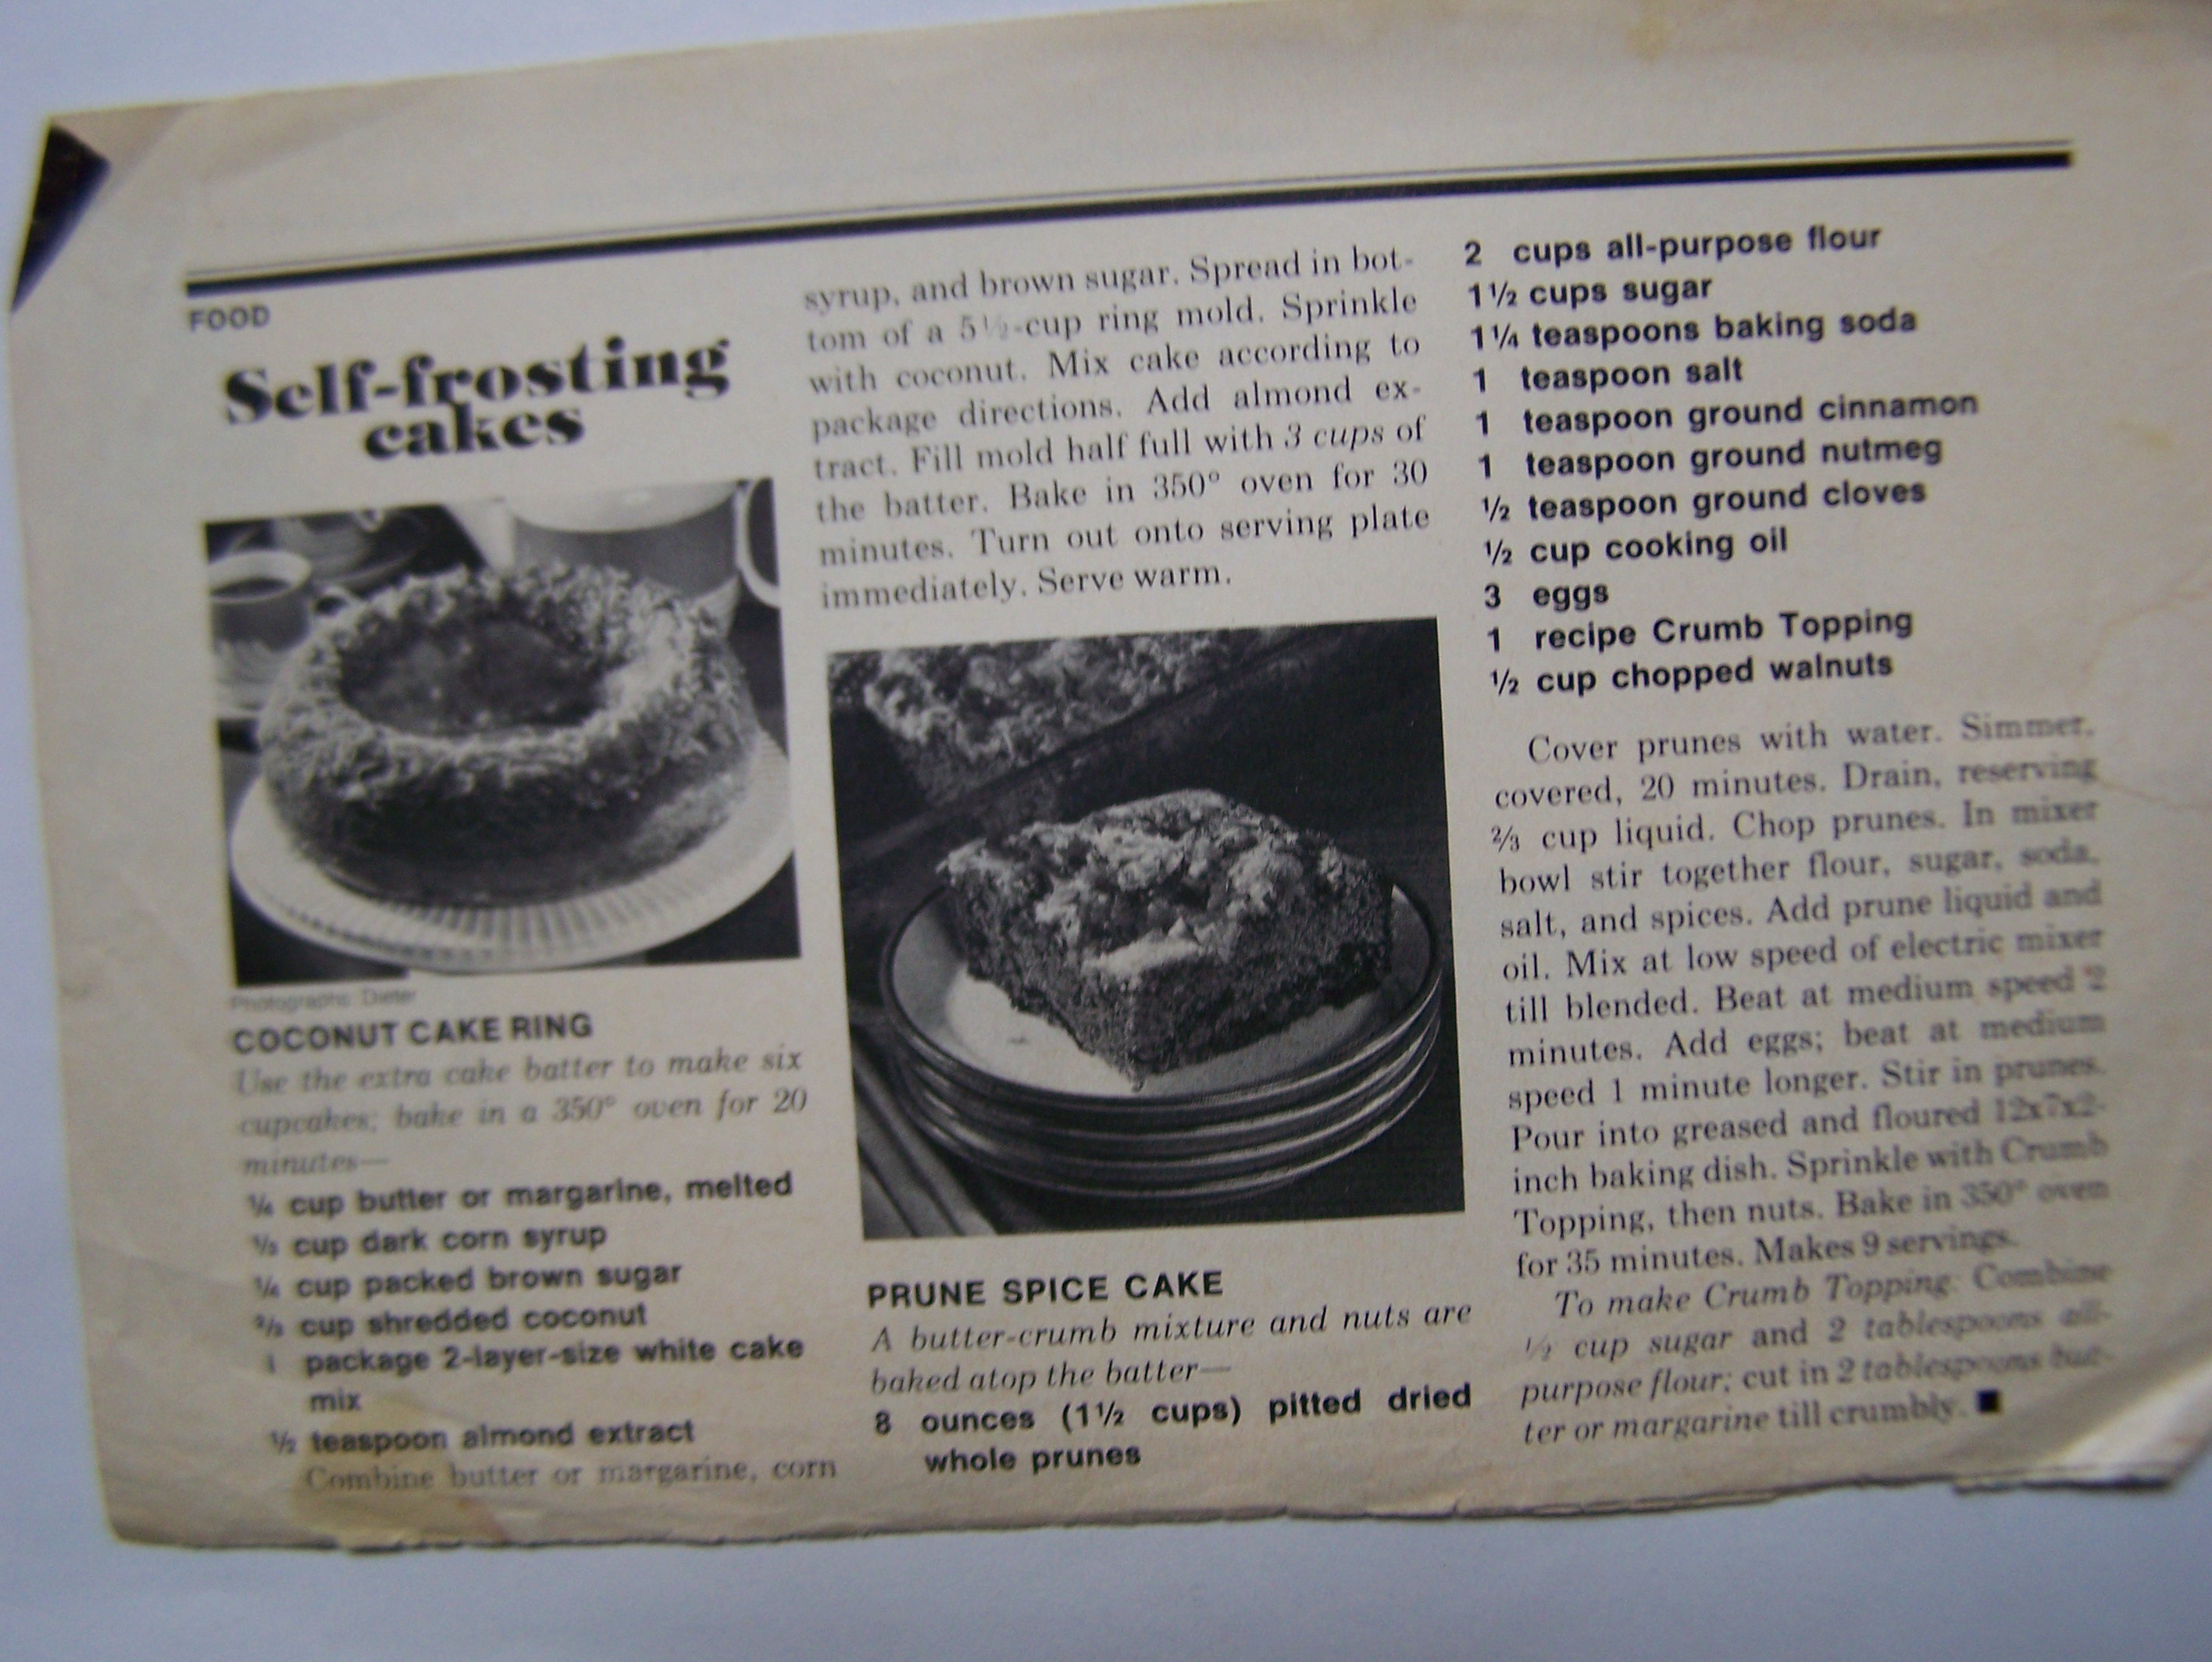 FOOD
Self-frosting
cakes
Photographs: Dieter
COCONUT CAKE RING
Use the extra cake batter to make six
cupcakes; bake in a 350° oven for 20
minutes—
¼ cup butter or margarine, melted
⅓ cup dark corn syrup
¼ cup packed brown sugar
⅔ cup shredded coconut
1 package 2-layer-size white cake
mix
½ teaspoon almond extract
Combine butter or margarine, corn
syrup, and brown sugar. Spread in bot-
tom of a 5½-cup ring mold. Sprinkle
with coconut. Mix cake according to
package directions. Add almond ex-
tract. Fill mold half full with 3 cups of
the batter. Bake in 350° oven for 30
minutes. Turn out onto serving plate
immediately. Serve warm.
PRUNE SPICE CAKE
A butter-crumb mixture and nuts are
baked atop the batter—
8 ounces (1½ cups) pitted dried
whole prunes
2 cups all-purpose flour
1½ cups sugar
1¼ teaspoons baking soda
1 teaspoon salt
1 teaspoon ground cinnamon
1 teaspoon ground nutmeg
½ teaspoon ground cloves
½ cup cooking oil
3 eggs
1 recipe Crumb Topping
½ cup chopped walnuts
Cover prunes with water. Simmer,
covered, 20 minutes. Drain, reserving
⅔ cup liquid. Chop prunes. In mixer
bowl stir together flour, sugar, soda,
salt, and spices. Add prune liquid and
oil. Mix at low speed of electric mixer
till blended. Beat at medium speed 2
minutes. Add eggs; beat at medium
speed 1 minute longer. Stir in prunes.
Pour into greased and floured 12x7x2-
inch baking dish. Sprinkle with Crumb
Topping, then nuts. Bake in 350° oven
for 35 minutes. Makes 9 servings.
To make Crumb Topping: Combine
½ cup sugar and 2 tablespoons all-
purpose flour; cut in 2 tablespoons but-
ter or margarine till crumbly. ■